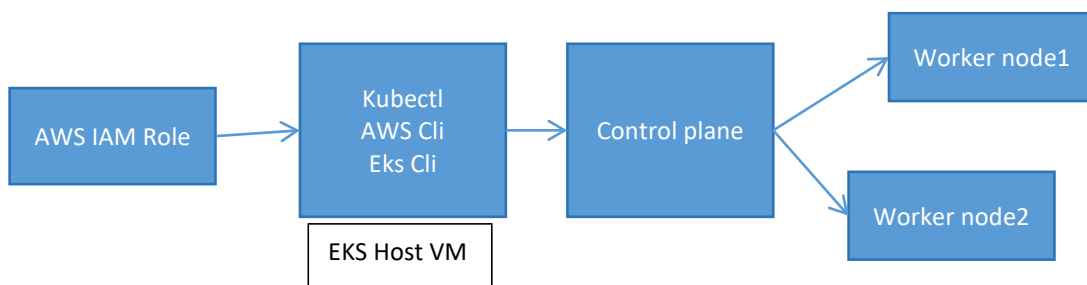 AWS IAM Role
Kubectl
AWS Cli
Eks Cli
EKS Host VM
Control plane
Worker node1
Worker node2